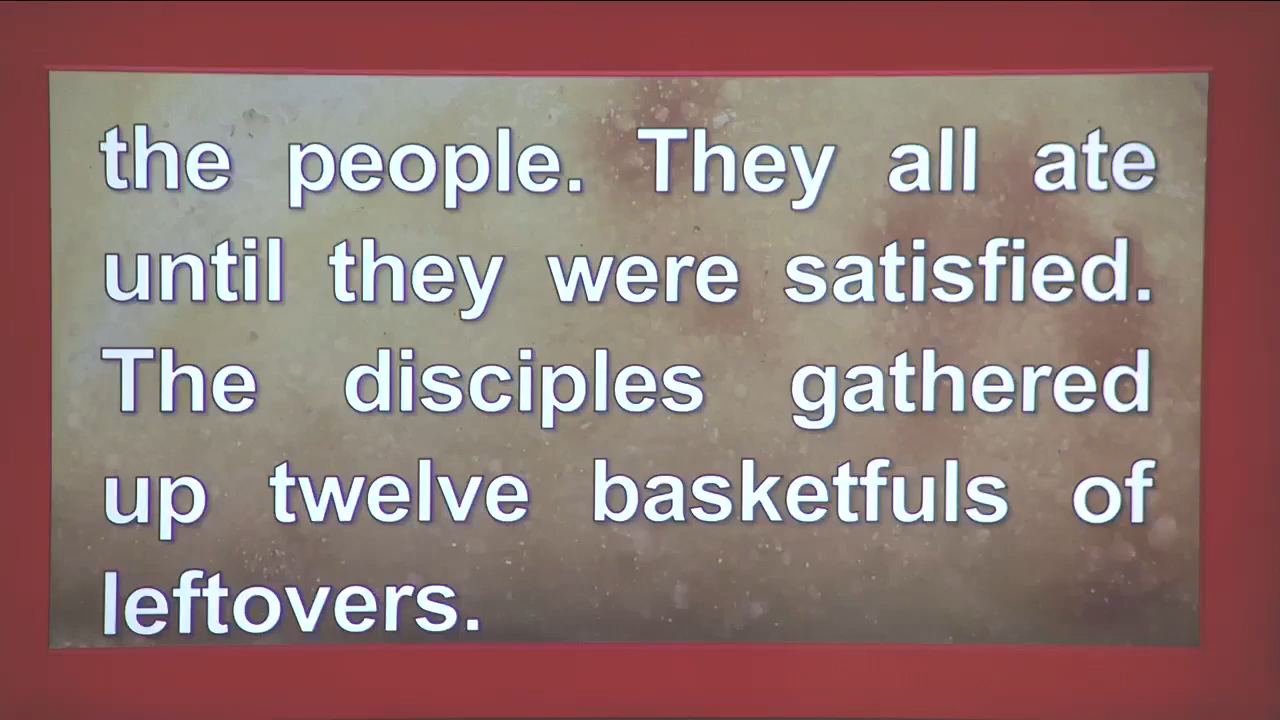 the people. They all ate
until they were satisfied.
The disciples gathered
up twelve basketfuls of
leftovers.